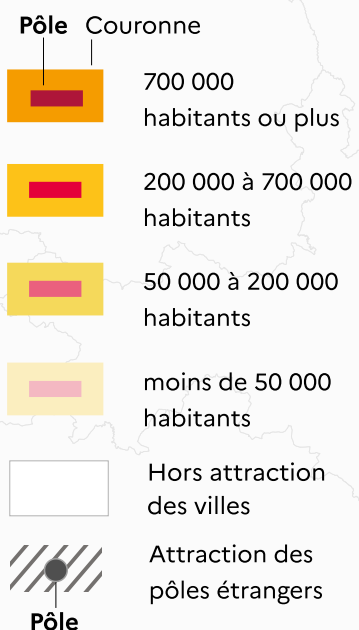 Pôle Couronne
700 000
habitants ou plus
200 000 à 700 000
habitants
50 000 à 200 000
habitants
moins de 50 000
habitants
Hors attraction
des villes
Attraction des
pôles étrangers
Pôle